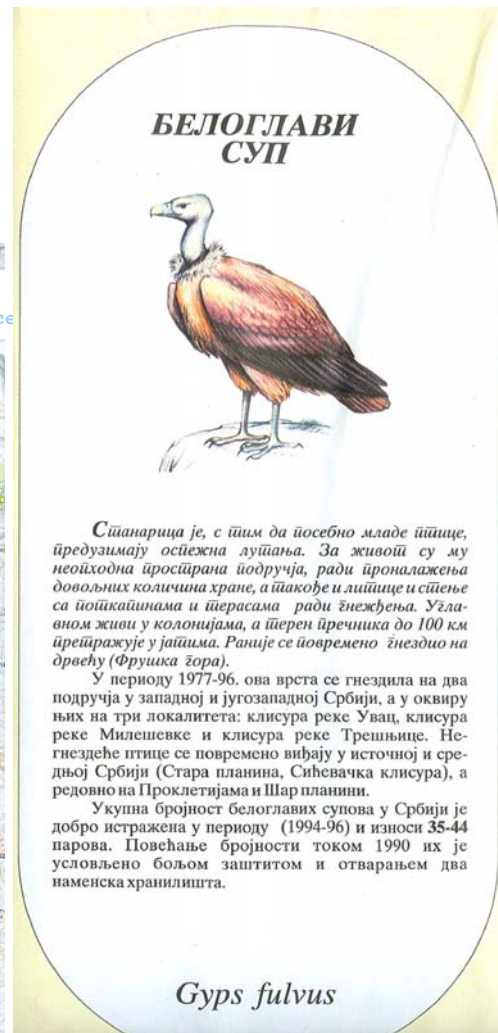 БЕЛОГЛАВИ
СУП
Станарица је, с тим да посебно младе птице,
предузимају оспежна лутања. За живот су му
неопходна пространа подручја, ради проналажења
довољних количина хране, а такође и литице и стење
са поткапинама и терасама ради гнежђења. Угла-
вном живи у колонијама, а терен пречника до 100 км
претражује у јатима. Раније се повремено гнездио на
дрвећу (Фрушка гора).
У периоду 1977-96. ова врста се гнездила на два
подручја у западној и југозападној Србији, а у оквиру
њих на три локалитета: клисура реке Увац, клисура
реке Милешевке и клисура реке Трешњице. Не-
гнездеће птице се повремено виђају у источној и сре-
дњој Србији (Стара планина, Сићевачка клисура), а
редовно на Проклетијама и Шар планини.
Укупна бројност белоглавих супова у Србији је
добро истражена у периоду (1994-96) и износи 35-44
парова. Повећање бројности током 1990 их је
условљено бољом заштитом и отварањем два
наменска хранилишта.
Gyps fulvus